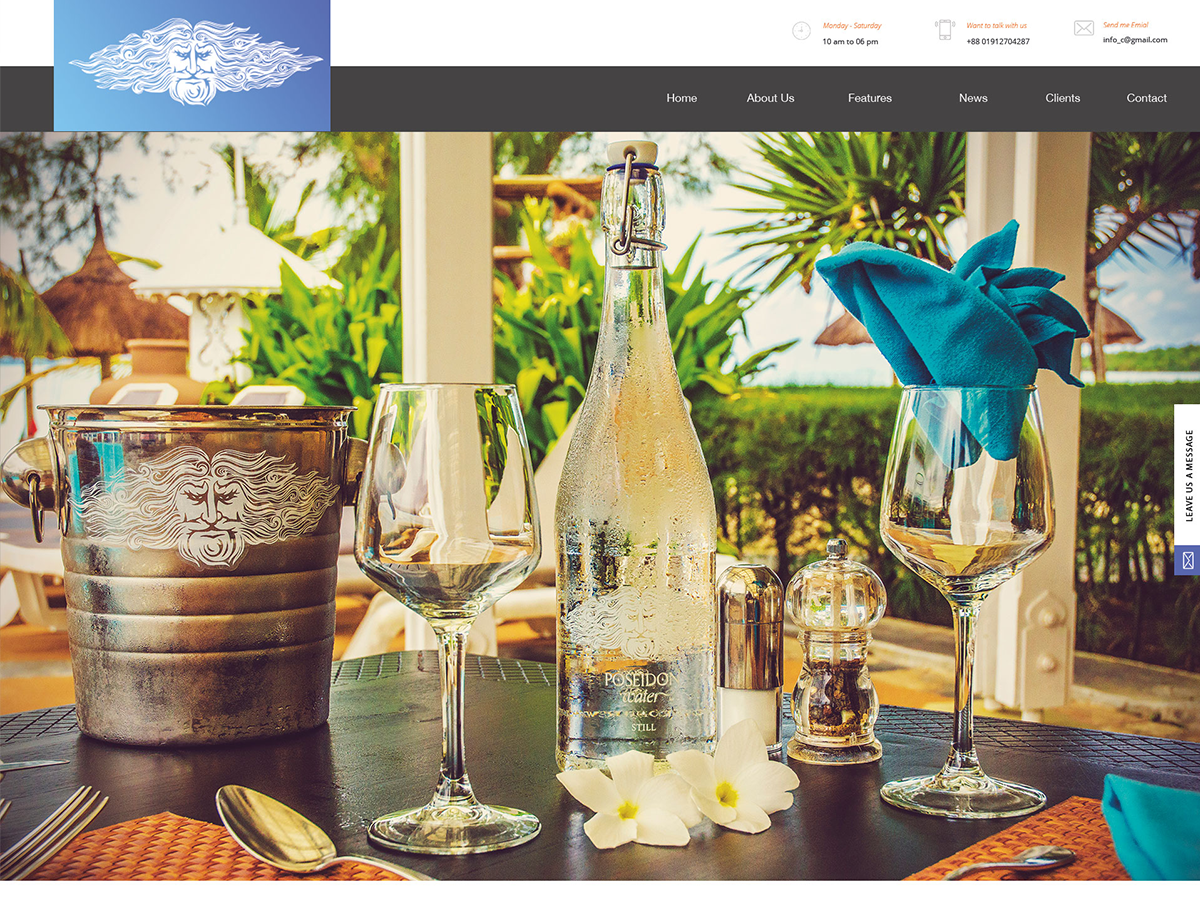 Monday - Saturday
10 am to 06 pm
Want to talk with us
+88 01912704287
Send me Fmial
info_c@gmail.com
Home
About Us
Features
News
Clients
Contact
LEAVE US A MESSAGE
POSEIDON
Water
STILL